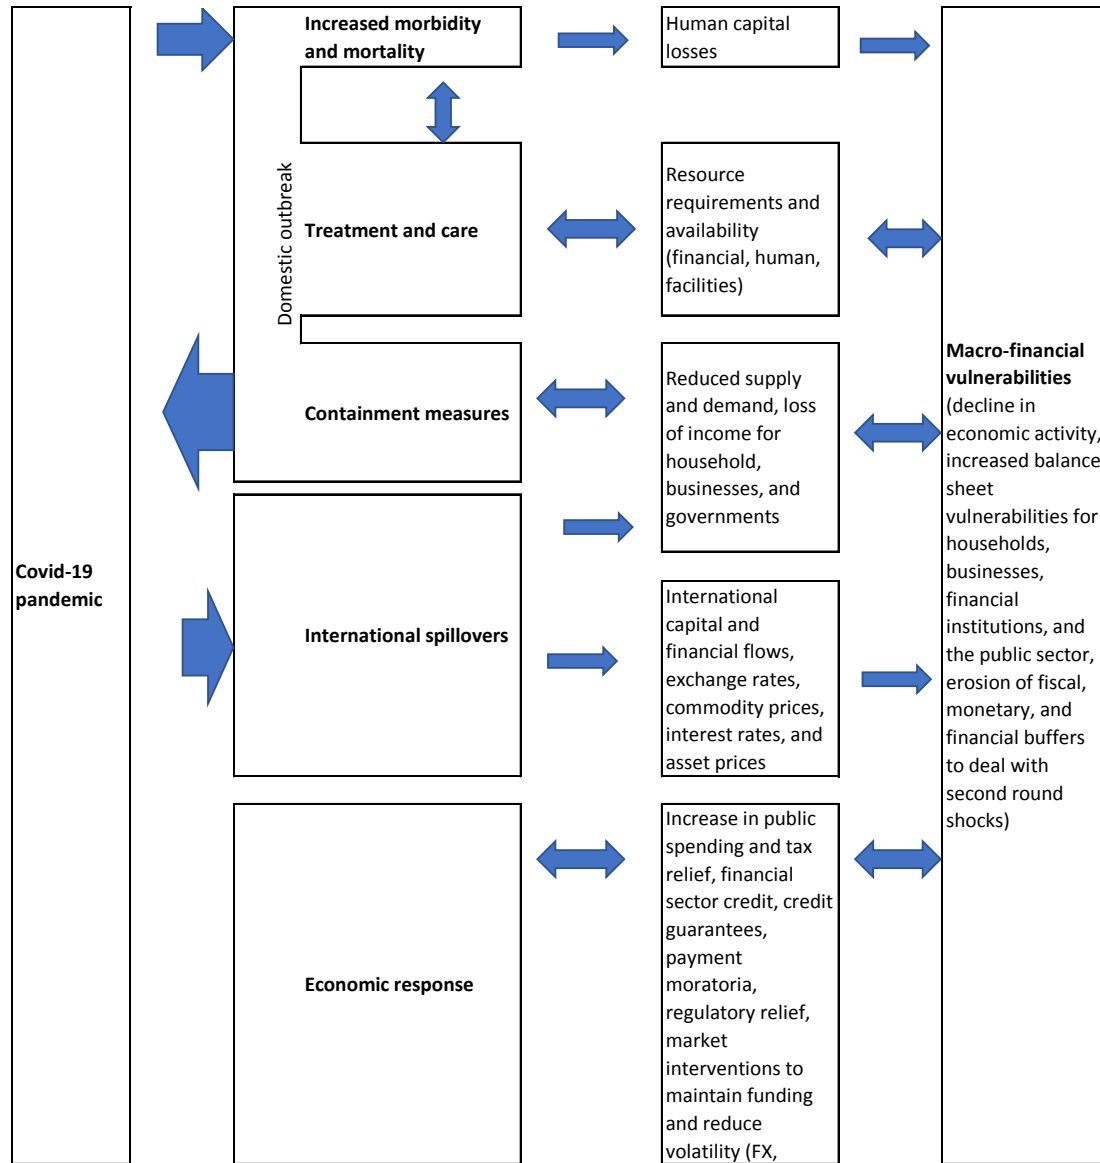 Covid-19
pandemic
Domestic outbreak
Increased morbidity
and mortality
Human capital
losses
Treatment and care
Resource
requirements and
availability
(financial, human,
facilities)
Containment measures
Reduced supply
and demand, loss
of income for
household,
businesses, and
governments
International spillovers
International
capital and
financial flows,
exchange rates,
commodity prices,
interest rates, and
asset prices
Economic response
Increase in public
spending and tax
relief, financial
sector credit, credit
guarantees,
payment
moratoria,
regulatory relief,
market
interventions to
maintain funding
and reduce
volatility (FX,
Macro-financial
vulnerabilities
(decline in
economic activity,
increased balance
sheet
vulnerabilities for
households,
businesses,
financial
institutions, and
the public sector,
erosion of fiscal,
monetary, and
financial buffers
to deal with
second round
shocks)